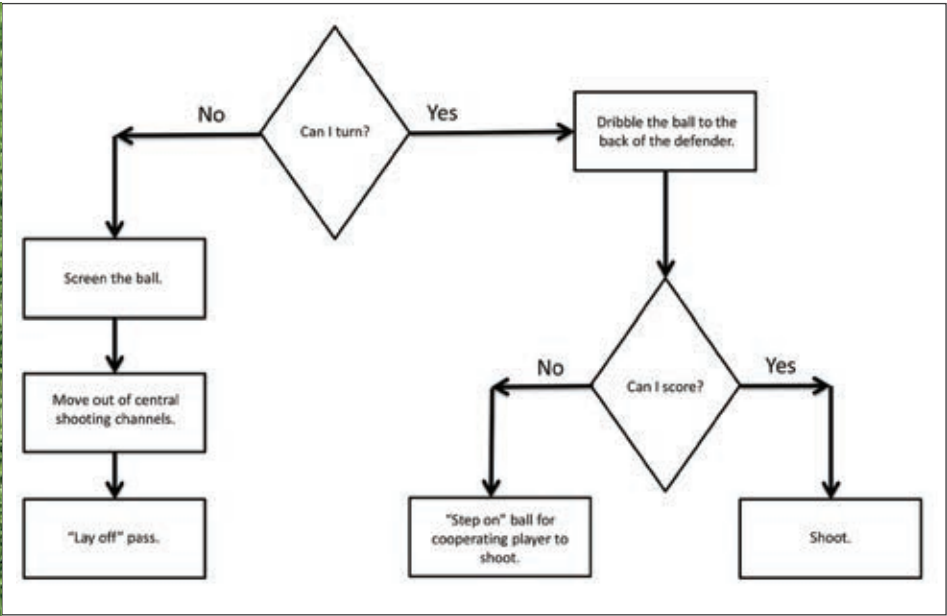 No
Can I turn?
Yes
Dribble the ball to the
back of the defender.
Screen the ball.
Move out of central
shooting channels.
"Lay off" pass.
No
Can I score?
Yes
"Step on" ball for
cooperating player to
shoot.
Shoot.